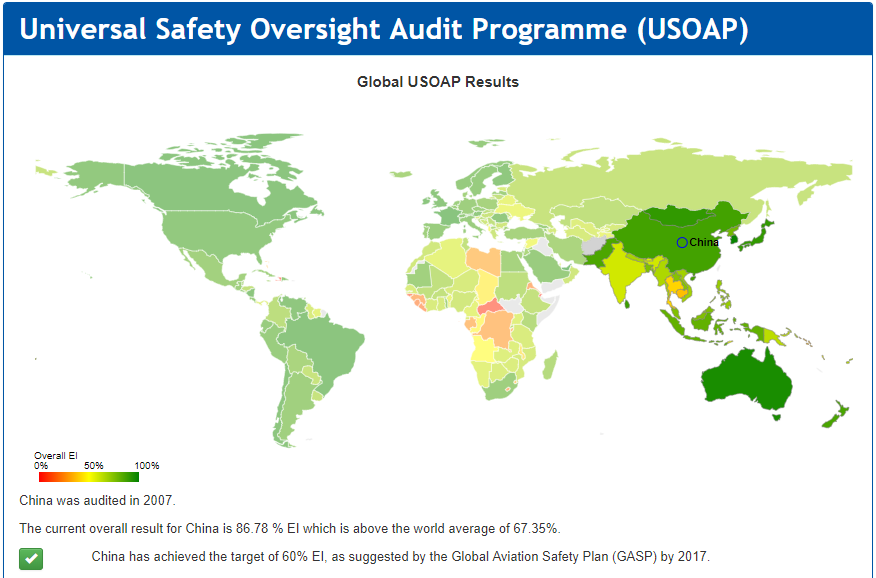 Universal Safety Oversight Audit Programme (USOAP)
Global USOAP Results
China
Overall EI
0% 50% 100%
China was audited in 2007.
The current overall result for China is 86.78 % EI which is above the world average of 67.35%.
China has achieved the target of 60% EI, as suggested by the Global Aviation Safety Plan (GASP) by 2017.